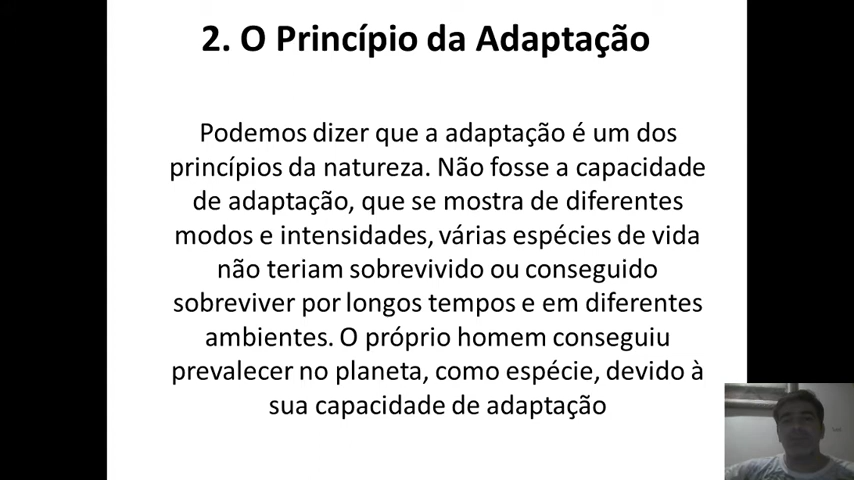 2. O Princípio da Adaptação
Podemos dizer que a adaptação é um dos
princípios da natureza. Não fosse a capacidade
de adaptação, que se mostra de diferentes
modos e intensidades, várias espécies de vida
não teriam sobrevivido ou conseguido
sobreviver por longos tempos e em diferentes
ambientes. O próprio homem conseguiu
prevalecer no planeta, como espécie, devido à
sua capacidade de adaptação